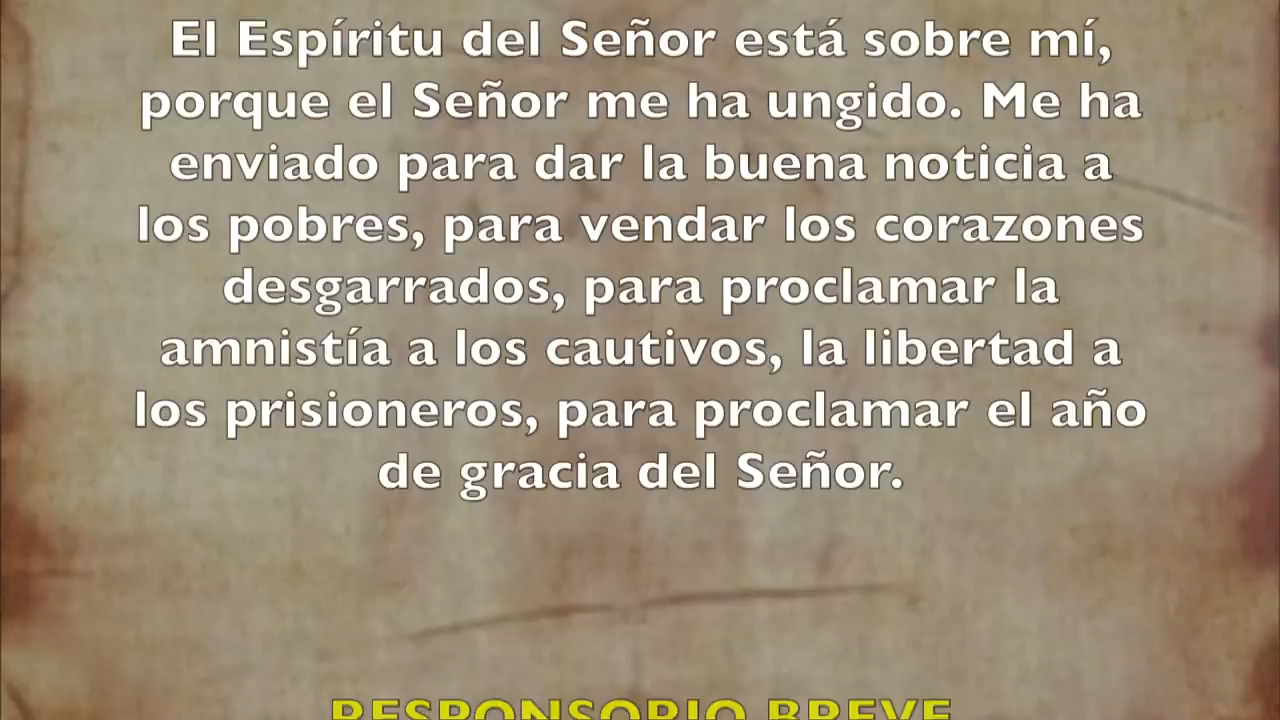 El Espíritu del Señor está sobre mí,
porque el Señor me ha ungido. Me ha
enviado para dar la buena noticia a
los pobres, para vendar los corazones
desgarrados, para proclamar la
amnistía a los cautivos, la libertad a
los prisioneros, para proclamar el año
de gracia del Señor.
RESPONSORIO BREVE